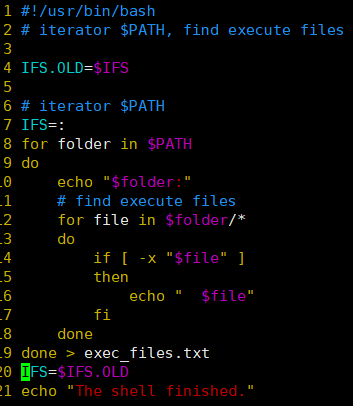 1 #!/usr/bin/bash
2 # iterator $PATH, find execute files
3
4 IFS.OLD=$IFS
5
6 # iterator $PATH
7 IFS=:
8 for folder in $PATH
9 do
10     echo "$folder:"
11     # find execute files
12     for file in $folder/*
13     do
14         if [ -x "$file" ]
15         then
16             echo "  $file"
17         fi
18     done
19 done > exec_files.txt
20 IFS=$IFS.OLD
21 echo "The shell finished."